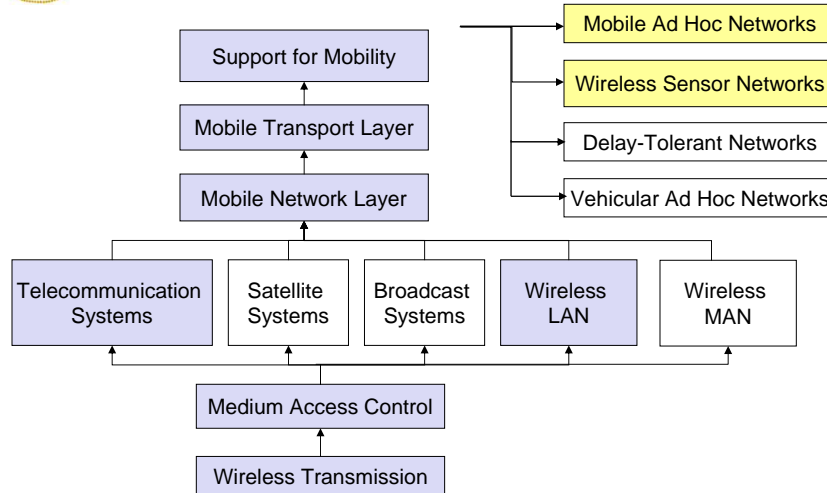 Mobile Ad Hoc Networks
Support for Mobility
Wireless Sensor Networks
Mobile Transport Layer
Delay-Tolerant Networks
Mobile Network Layer
Vehicular Ad Hoc Networks
Telecommunication
Systems
Satellite
Systems
Broadcast
Systems
Wireless
LAN
Wireless
MAN
Medium Access Control
Wireless Transmission